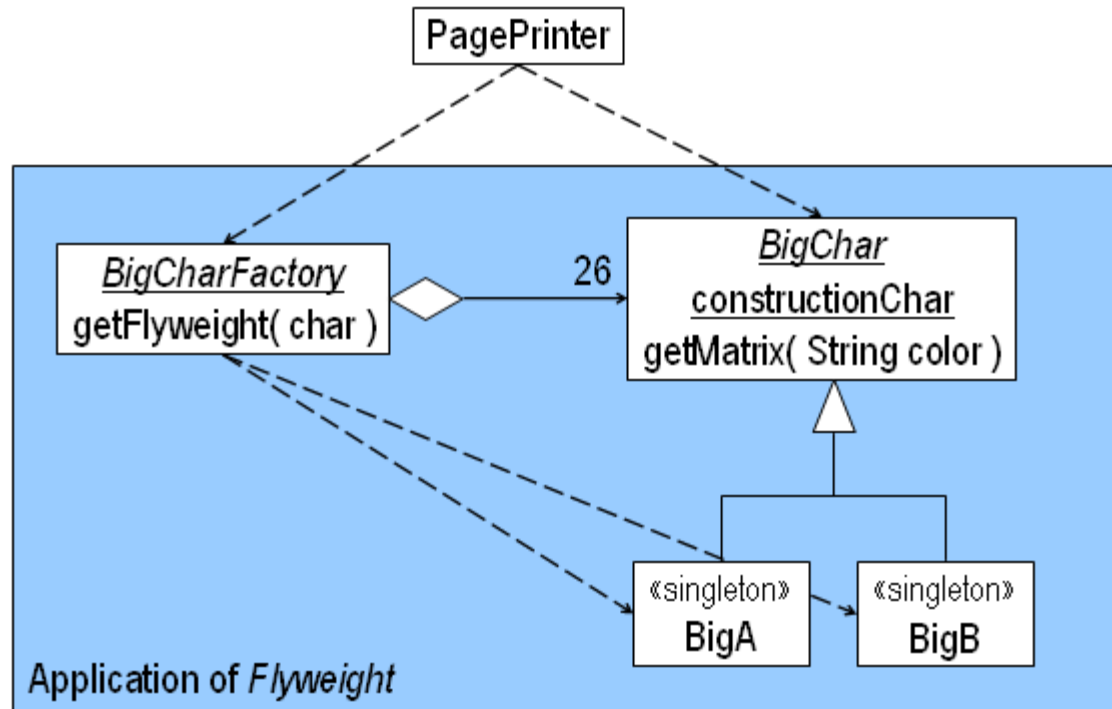 PagePrinter
BigCharFactory
getFlyweight( char )
26
BigChar
constructionChar
getMatrix( String color )
«singleton»
BigA
«singleton»
BigB
Application of Flyweight